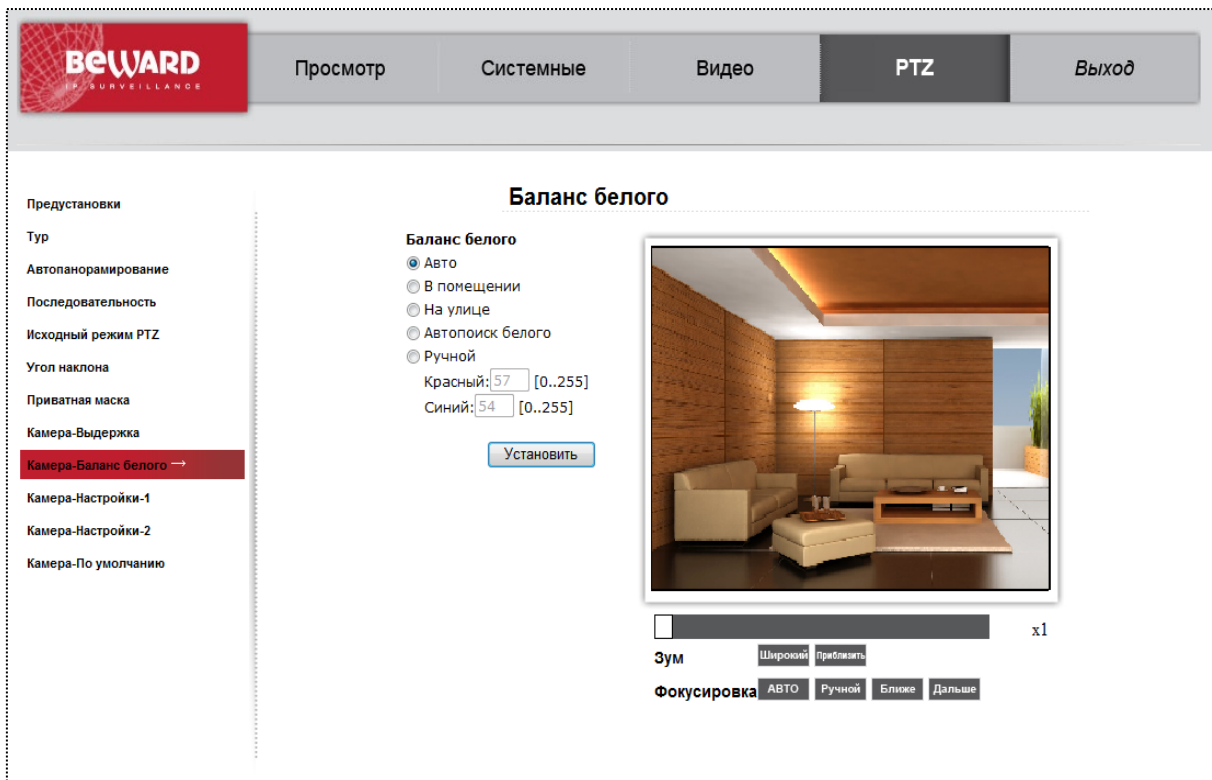 BEWARD
IP SURVEILLANCE
Просмотр
Системные
Видео
PTZ
Выход
Баланс белого
Предустановки
Тур
Автопанорамирование
Последовательность
Исходный режим PTZ
Угол наклона
Приватная маска
Камера-Выдержка
Камера-Баланс белого →
Камера-Настройки-1
Камера-Настройки-2
Камера-По умолчанию
Баланс белого
Авто
В помещении
На улице
Автопоиск белого
Ручной
Красный: 57 [0..255]
Синий: 54 [0..255]
Установить
x1
Зум Широкий Приблизить
Фокусировка АВТО Ручной Ближе Дальше